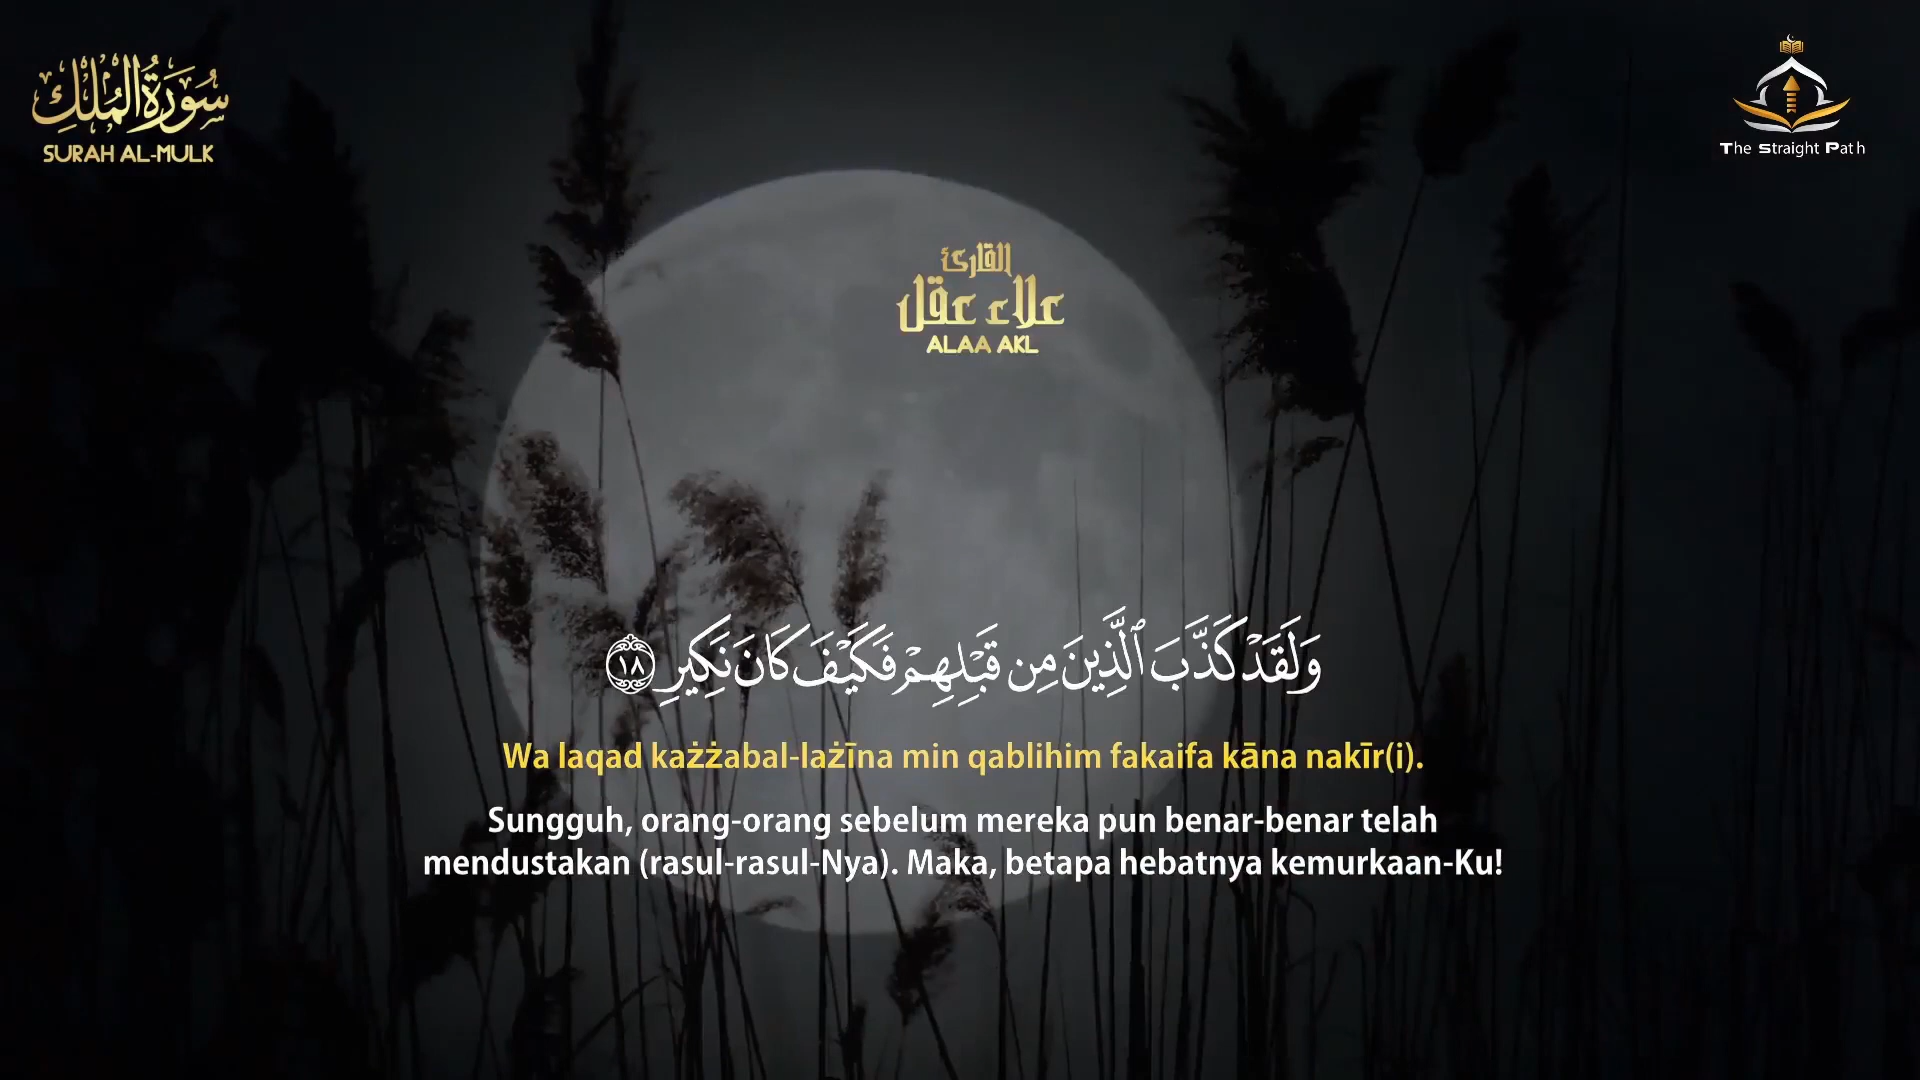 سُورَةُ المُلْكِ
SURAH AL-MULK
The Straight Path
القارئ
علاء عقل
ALAA AKL
وَلَقَدْ كَذَّبَ ٱلَّذِينَ مِن قَبْلِهِمْ فَكَيْفَ كَانَ نَكِيرِ ١٨
Wa laqad każżabal-lażīna min qablihim fakaifa kāna nakīr(i).
Sungguh, orang-orang sebelum mereka pun benar-benar telah
mendustakan (rasul-rasul-Nya). Maka, betapa hebatnya kemurkaan-Ku!